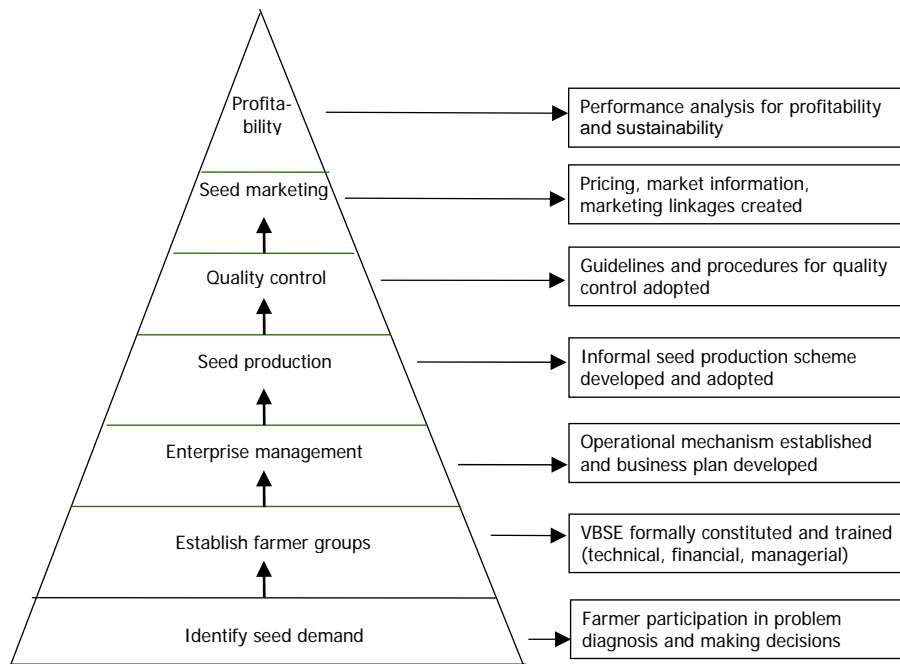 Profita-
bility
Performance analysis for profitability
and sustainability
Seed marketing
Pricing, market information,
marketing linkages created
Quality control
Guidelines and procedures for quality
control adopted
Seed production
Informal seed production scheme
developed and adopted
Enterprise management
Operational mechanism established
and business plan developed
Establish farmer groups
VBSE formally constituted and trained
(technical, financial, managerial)
Identify seed demand
Farmer participation in problem
diagnosis and making decisions